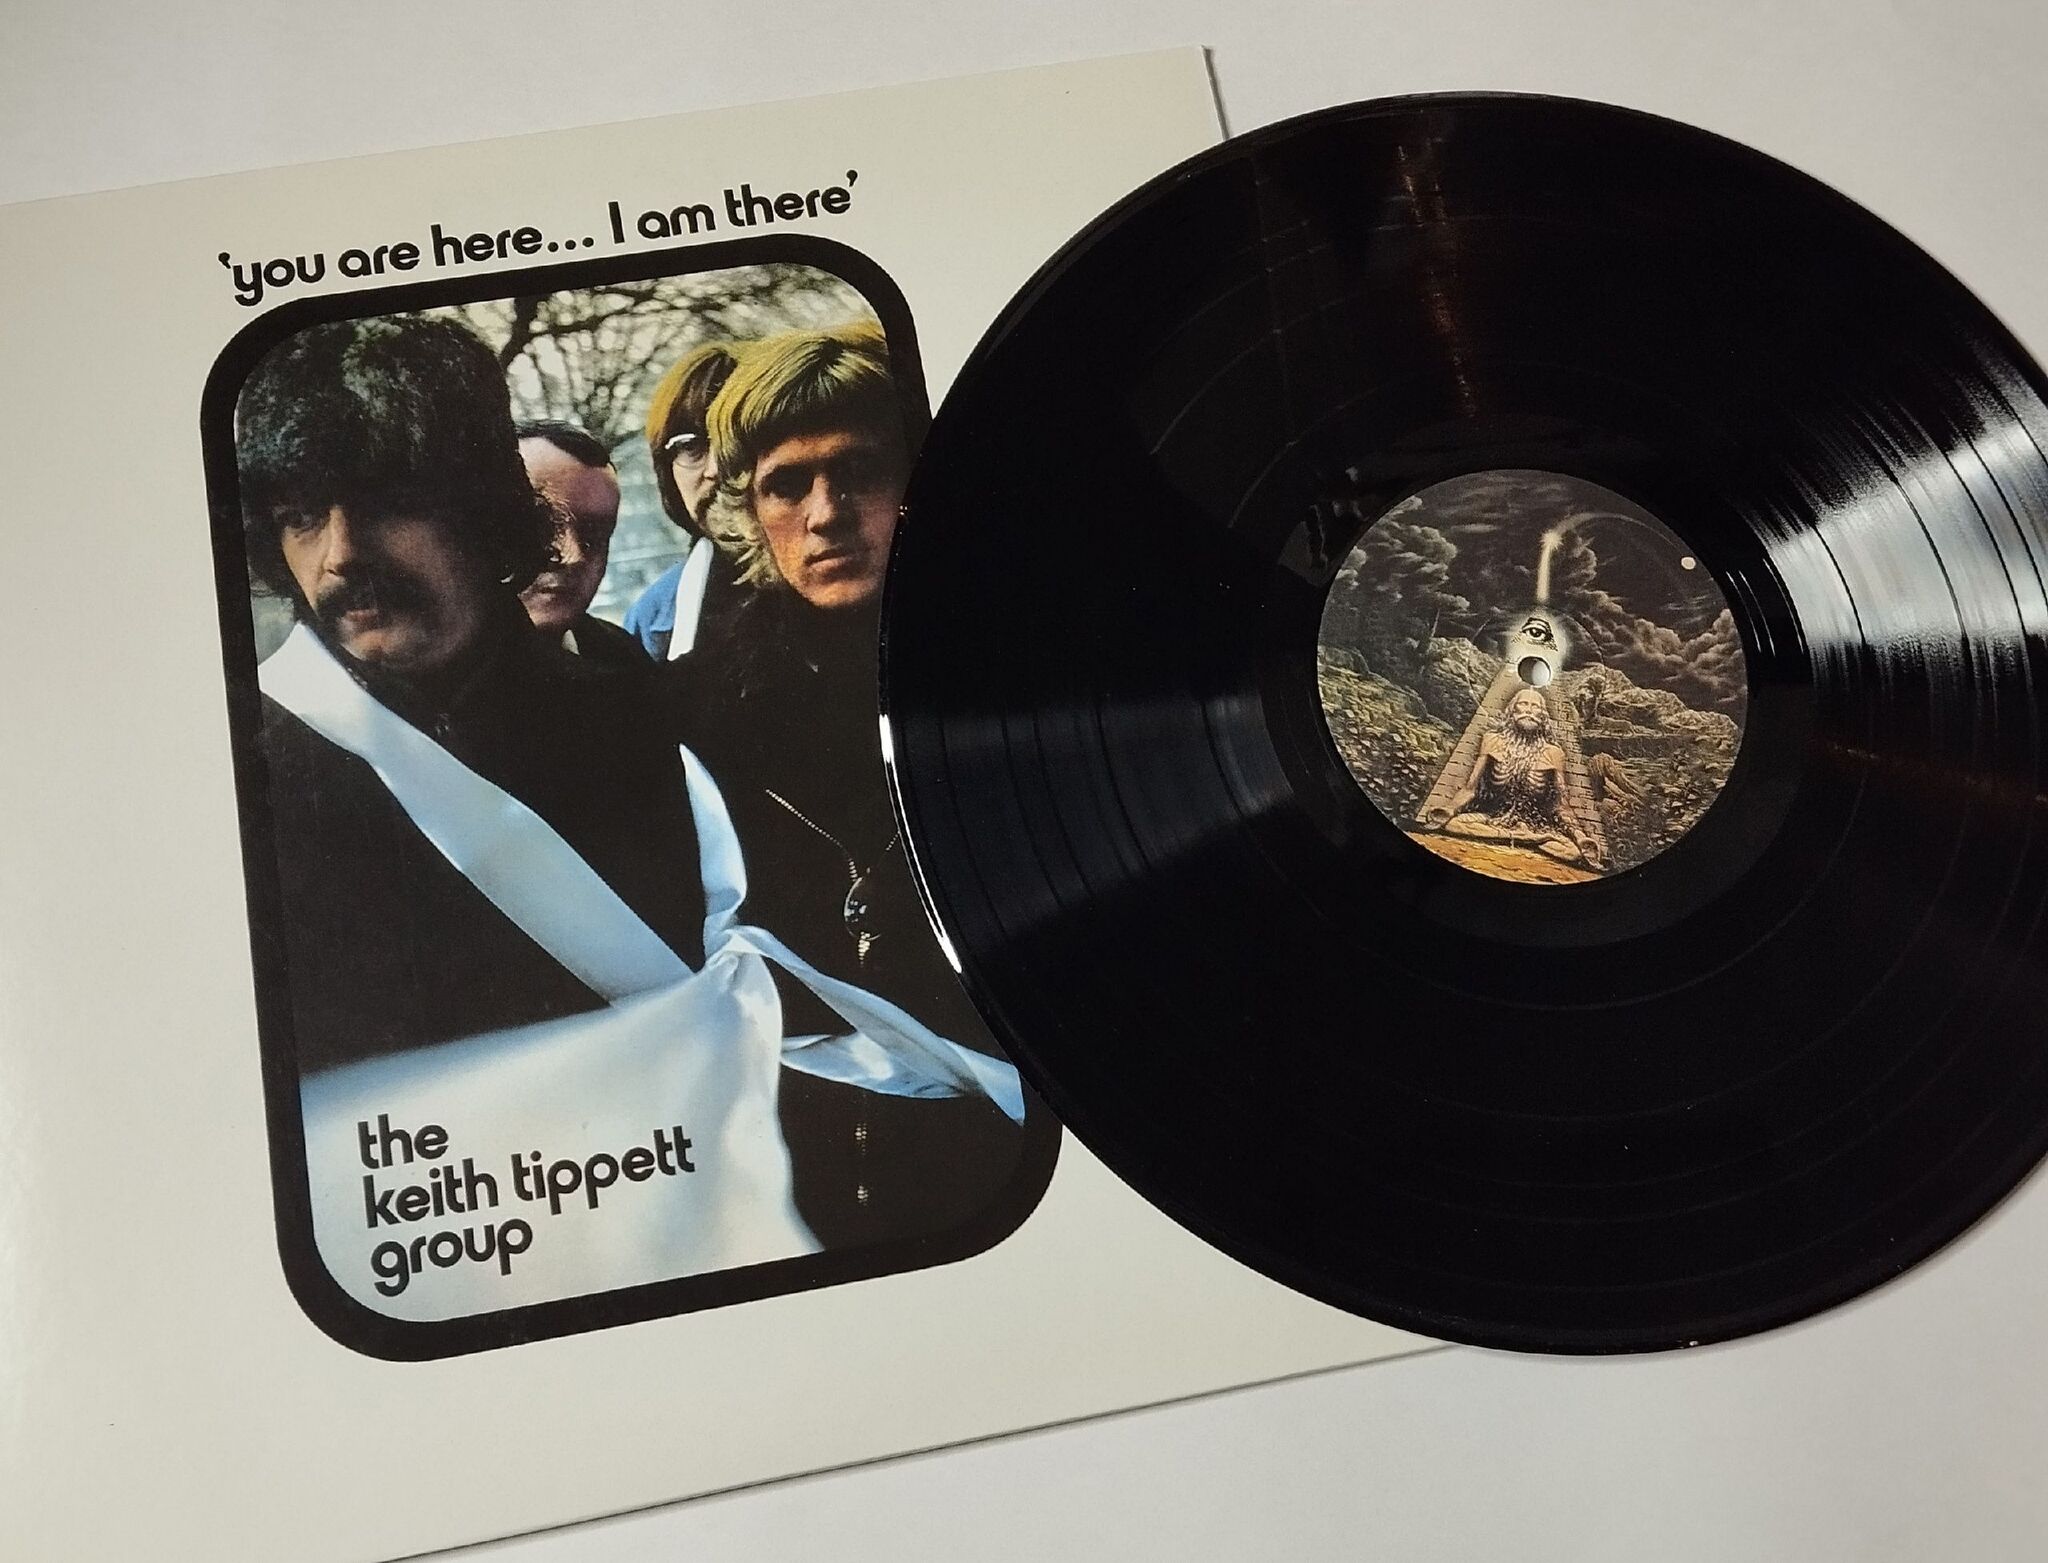 ‘you are here... I am there’
the
keith tippett
group